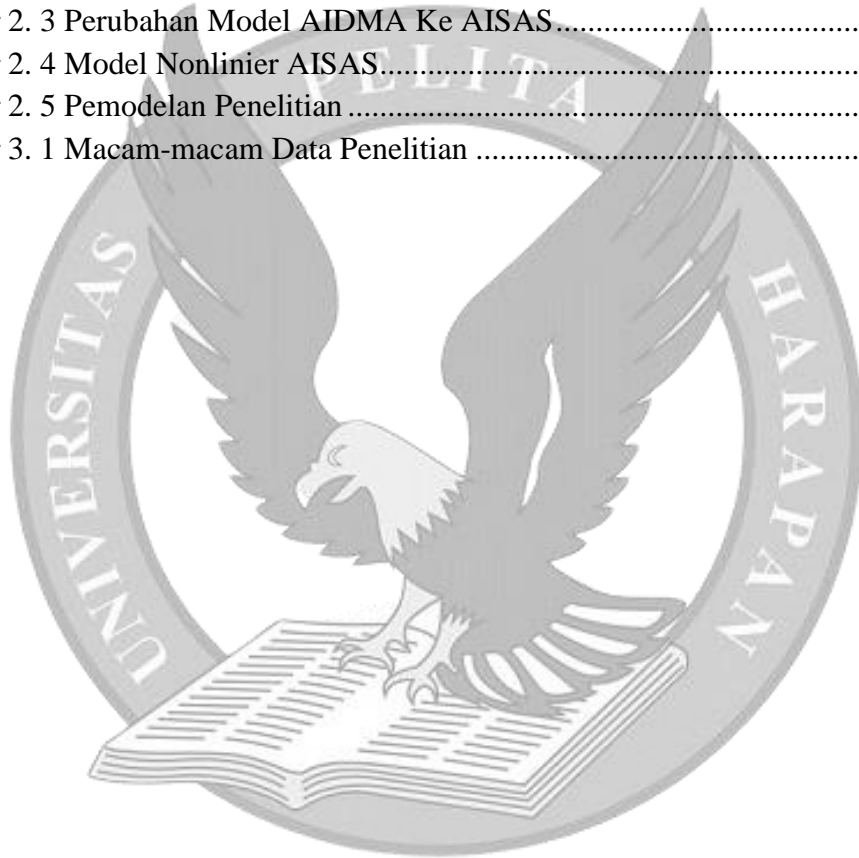 2. 3 Perubahan Model AIDMA Ke AISAS...................................
2. 4 Model Nonlinier AISAS.........................................................
2. 5 Pemodelan Penelitian .............................................................
3. 1 Macam-macam Data Penelitian .............................................
UNIVERSITAS PELITA HARAPAN